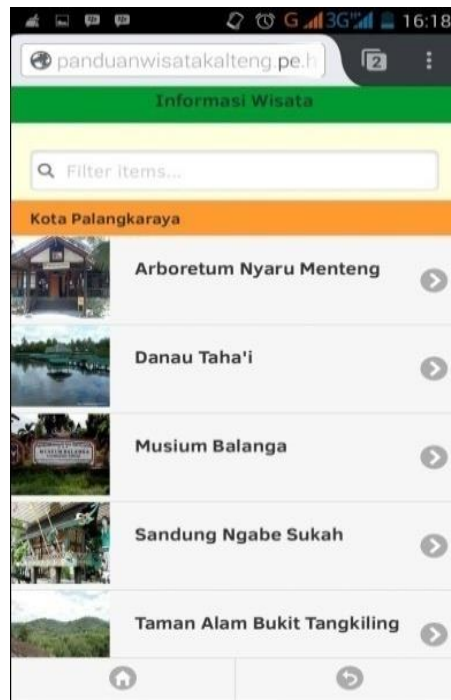 G 3G 16:18
panduanwisatakalteng.pe.h
2
Informasi Wisata
Filter items...
Kota Palangkaraya
Arboretum Nyaru Menteng
Danau Taha'i
Musium Balanga
Sandung Ngabe Sukah
Taman Alam Bukit Tangkiling